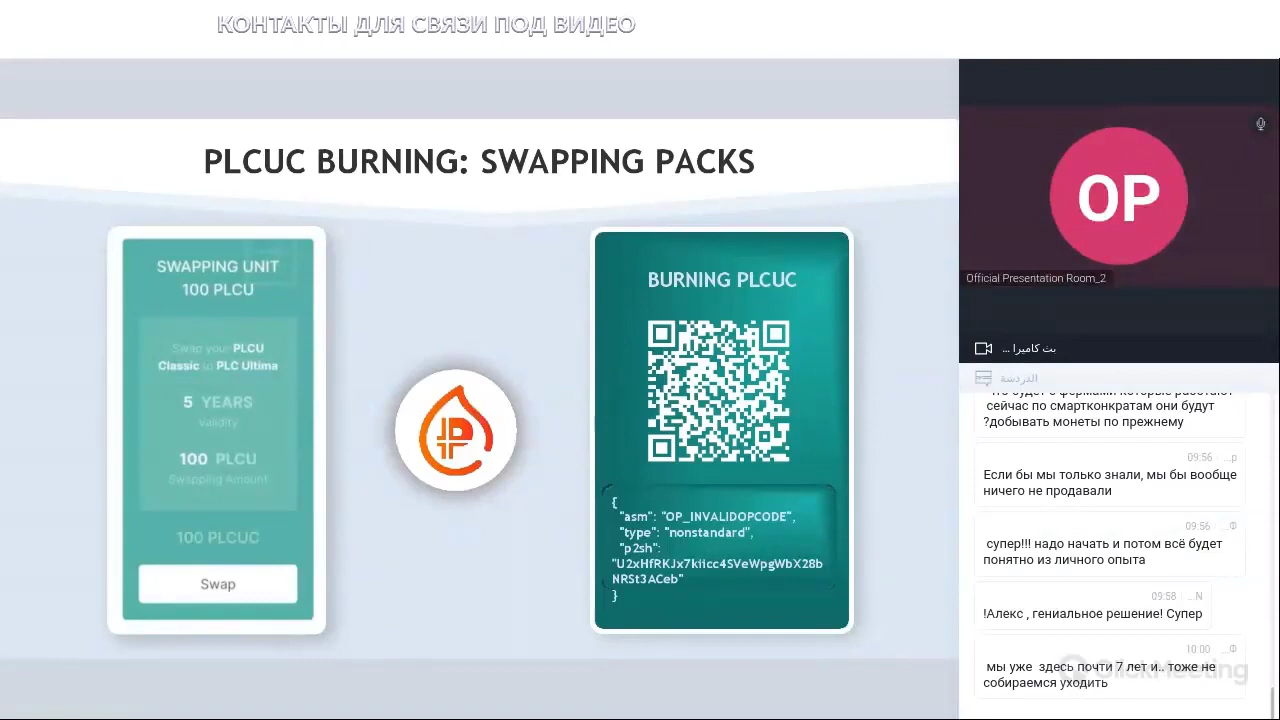 КОНТАКТЫ ДЛЯ СВЯЗИ ПОД ВИДЕО
PLCUC BURNING: SWAPPING PACKS
SWAPPING UNIT
100 PLCU
Swap your PLCU
Classic to PLC Ultima
5 YEARS
Validity
100 PLCU
Swapping Amount
100 PLCUC
Swap
BURNING PLCUC
{
"asm": "OP_INVALIDOPCODE",
"type": "nonstandard",
"p2sh":
"U2xHfRKJx7kiicc4SVeWpgWbX28b
NRSt3ACeb"
}
OP
Official Presentation Room_2
بث كاميرا ...
الدردسة
сейчас по смартконкратам они будут
?добывать монеты по прежнему
09:56 ...p
Если бы мы только знали, мы бы вообще
ничего не продавали
09:56 ...Ф
супер!!! надо начать и потом всё будет
понятно из личного опыта
09:58 ...N
!Алекс , гениальное решение! Супер
10:00 ...Ф
мы уже здесь почти 7 лет и.. тоже не
собираемся уходить
ClickMeeting